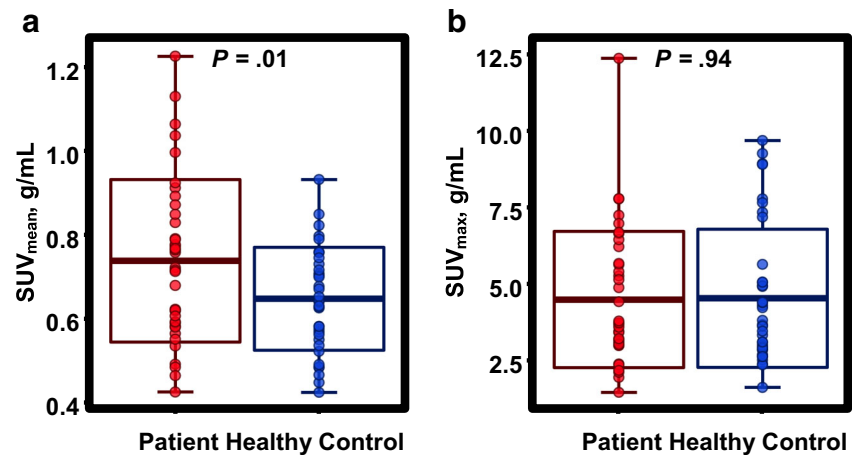 a
P = .01
1.2
1.0
0.8
0.6
0.4
SUVmean, g/mL
Patient Healthy Control
b
P = .94
12.5
10.0
7.5
5.0
2.5
SUVmax, g/mL
Patient Healthy Control